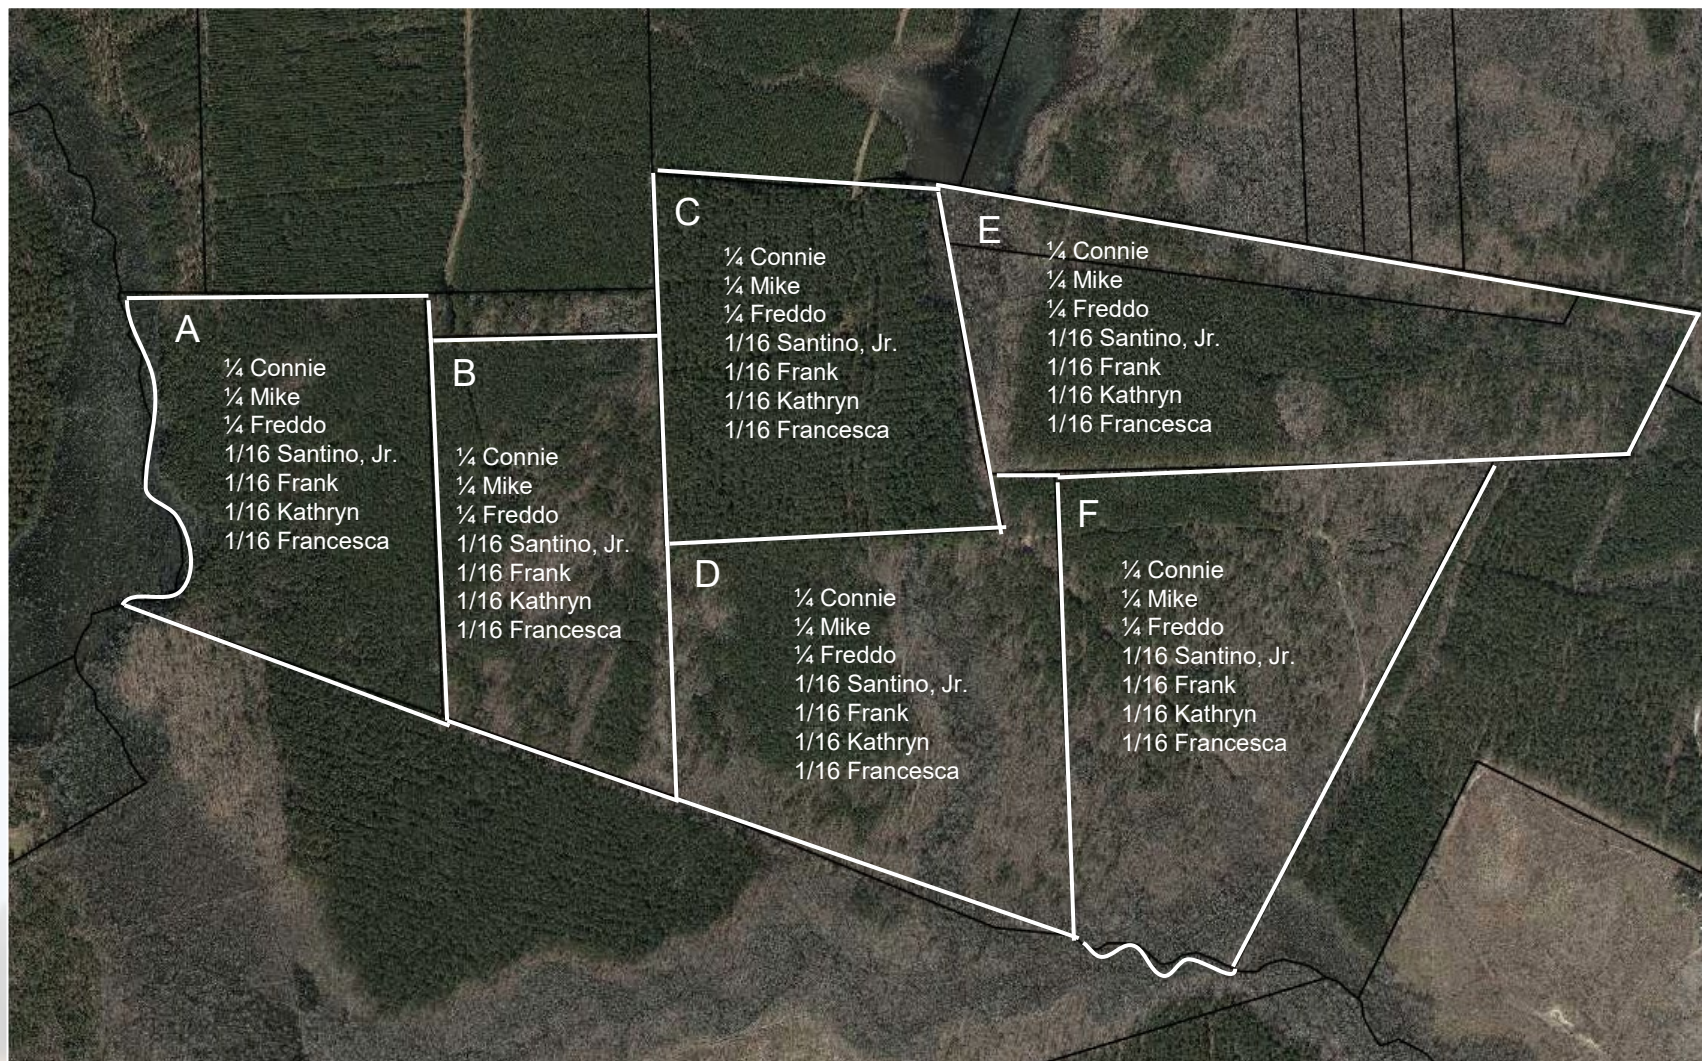 A
¼ Connie
¼ Mike
¼ Freddo
1/16 Santino, Jr.
1/16 Frank
1/16 Kathryn
1/16 Francesca
B
¼ Connie
¼ Mike
¼ Freddo
1/16 Santino, Jr.
1/16 Frank
1/16 Kathryn
1/16 Francesca
C
¼ Connie
¼ Mike
¼ Freddo
1/16 Santino, Jr.
1/16 Frank
1/16 Kathryn
1/16 Francesca
D
¼ Connie
¼ Mike
¼ Freddo
1/16 Santino, Jr.
1/16 Frank
1/16 Kathryn
1/16 Francesca
E
¼ Connie
¼ Mike
¼ Freddo
1/16 Santino, Jr.
1/16 Frank
1/16 Kathryn
1/16 Francesca
F
¼ Connie
¼ Mike
¼ Freddo
1/16 Santino, Jr.
1/16 Frank
1/16 Kathryn
1/16 Francesca